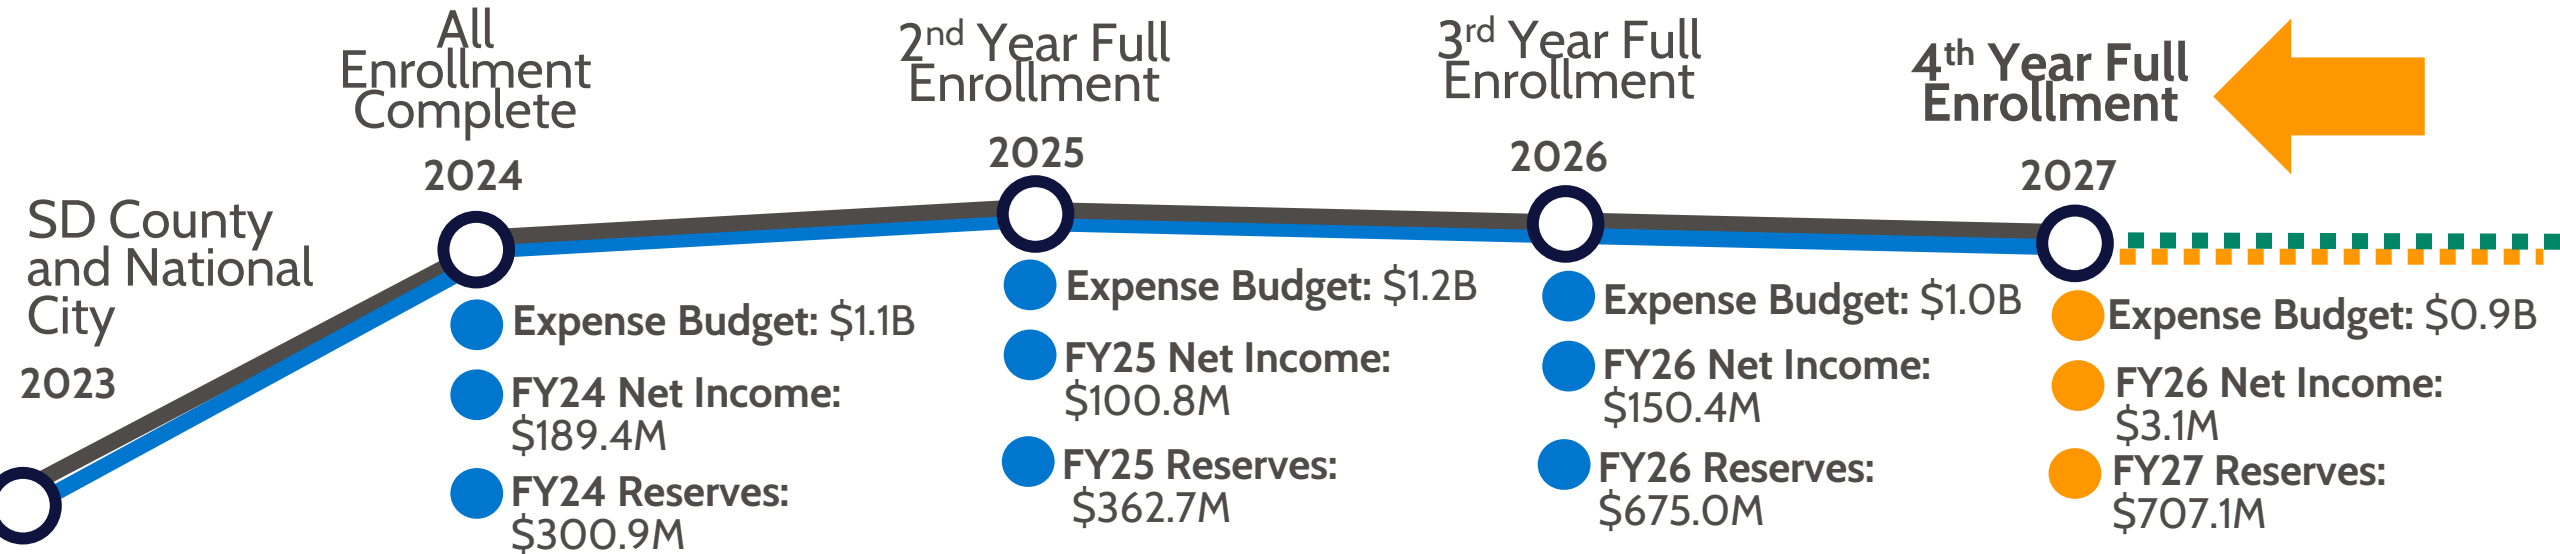 SD County
and National
City
2023
All
Enrollment
Complete
2024
Expense Budget: $1.1B
FY24 Net Income:
$189.4M
FY24 Reserves:
$300.9M
2nd Year Full
Enrollment
2025
Expense Budget: $1.2B
FY25 Net Income:
$100.8M
FY25 Reserves:
$362.7M
3rd Year Full
Enrollment
2026
Expense Budget: $1.0B
FY26 Net Income:
$150.4M
FY26 Reserves:
$675.0M
4th Year Full
Enrollment
2027
Expense Budget: $0.9B
FY26 Net Income:
$3.1M
FY27 Reserves:
$707.1M